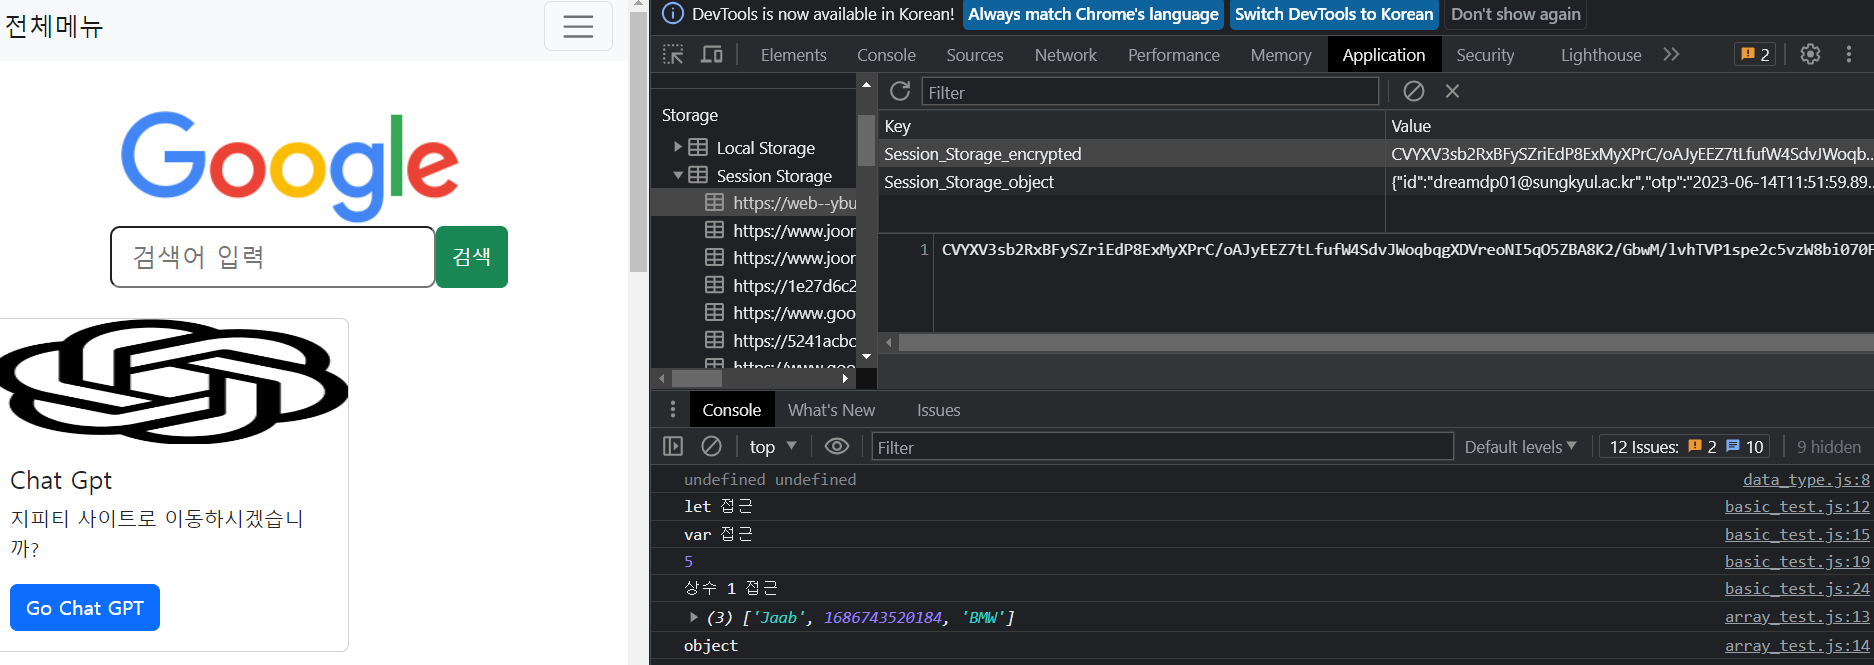 전체메뉴
Google
검색어 입력
검색
Chat Gpt
지피티 사이트로 이동하시겠습니
까?
Go Chat GPT
DevTools is now available in Korean! Always match Chrome's language Switch DevTools to Korean Don't show again
Elements Console Sources Network Performance Memory Application Security Lighthouse 2
Storage
Local Storage
Session Storage
https://web--ybu
https://www.joor
https://www.joor
https://1e27d6c2
https://www.goo
https://5241acbc
https://www.goo
Filter
Key Value
Session_Storage_encrypted CVYXV3sb2RxBFySZriEdP8ExMyXPrC/oAJyEEZ7tLfufW4SdvJWoqb...
Session_Storage_object {"id":"dreamdp01@sungkyul.ac.kr","otp":"2023-06-14T11:51:59.89...
1 CVYXV3sb2RxBFySZriEdP8ExMyXPrC/oAJyEEZ7tLfufW4SdvJWoqbqgXDVreoNI5qO5ZBA8K2/GbwM/lvhTVP1spe2c5vzW8bi070F
Console What's New Issues
top Filter Default levels 12 Issues: 2 10 9 hidden
undefined undefined data_type.js:8
let 접근 basic_test.js:12
var 접근 basic_test.js:15
5 basic_test.js:19
상수 1 접근 basic_test.js:24
(3) ['Jaab', 1686743520184, 'BMW'] array_test.js:13
object array_test.js:14